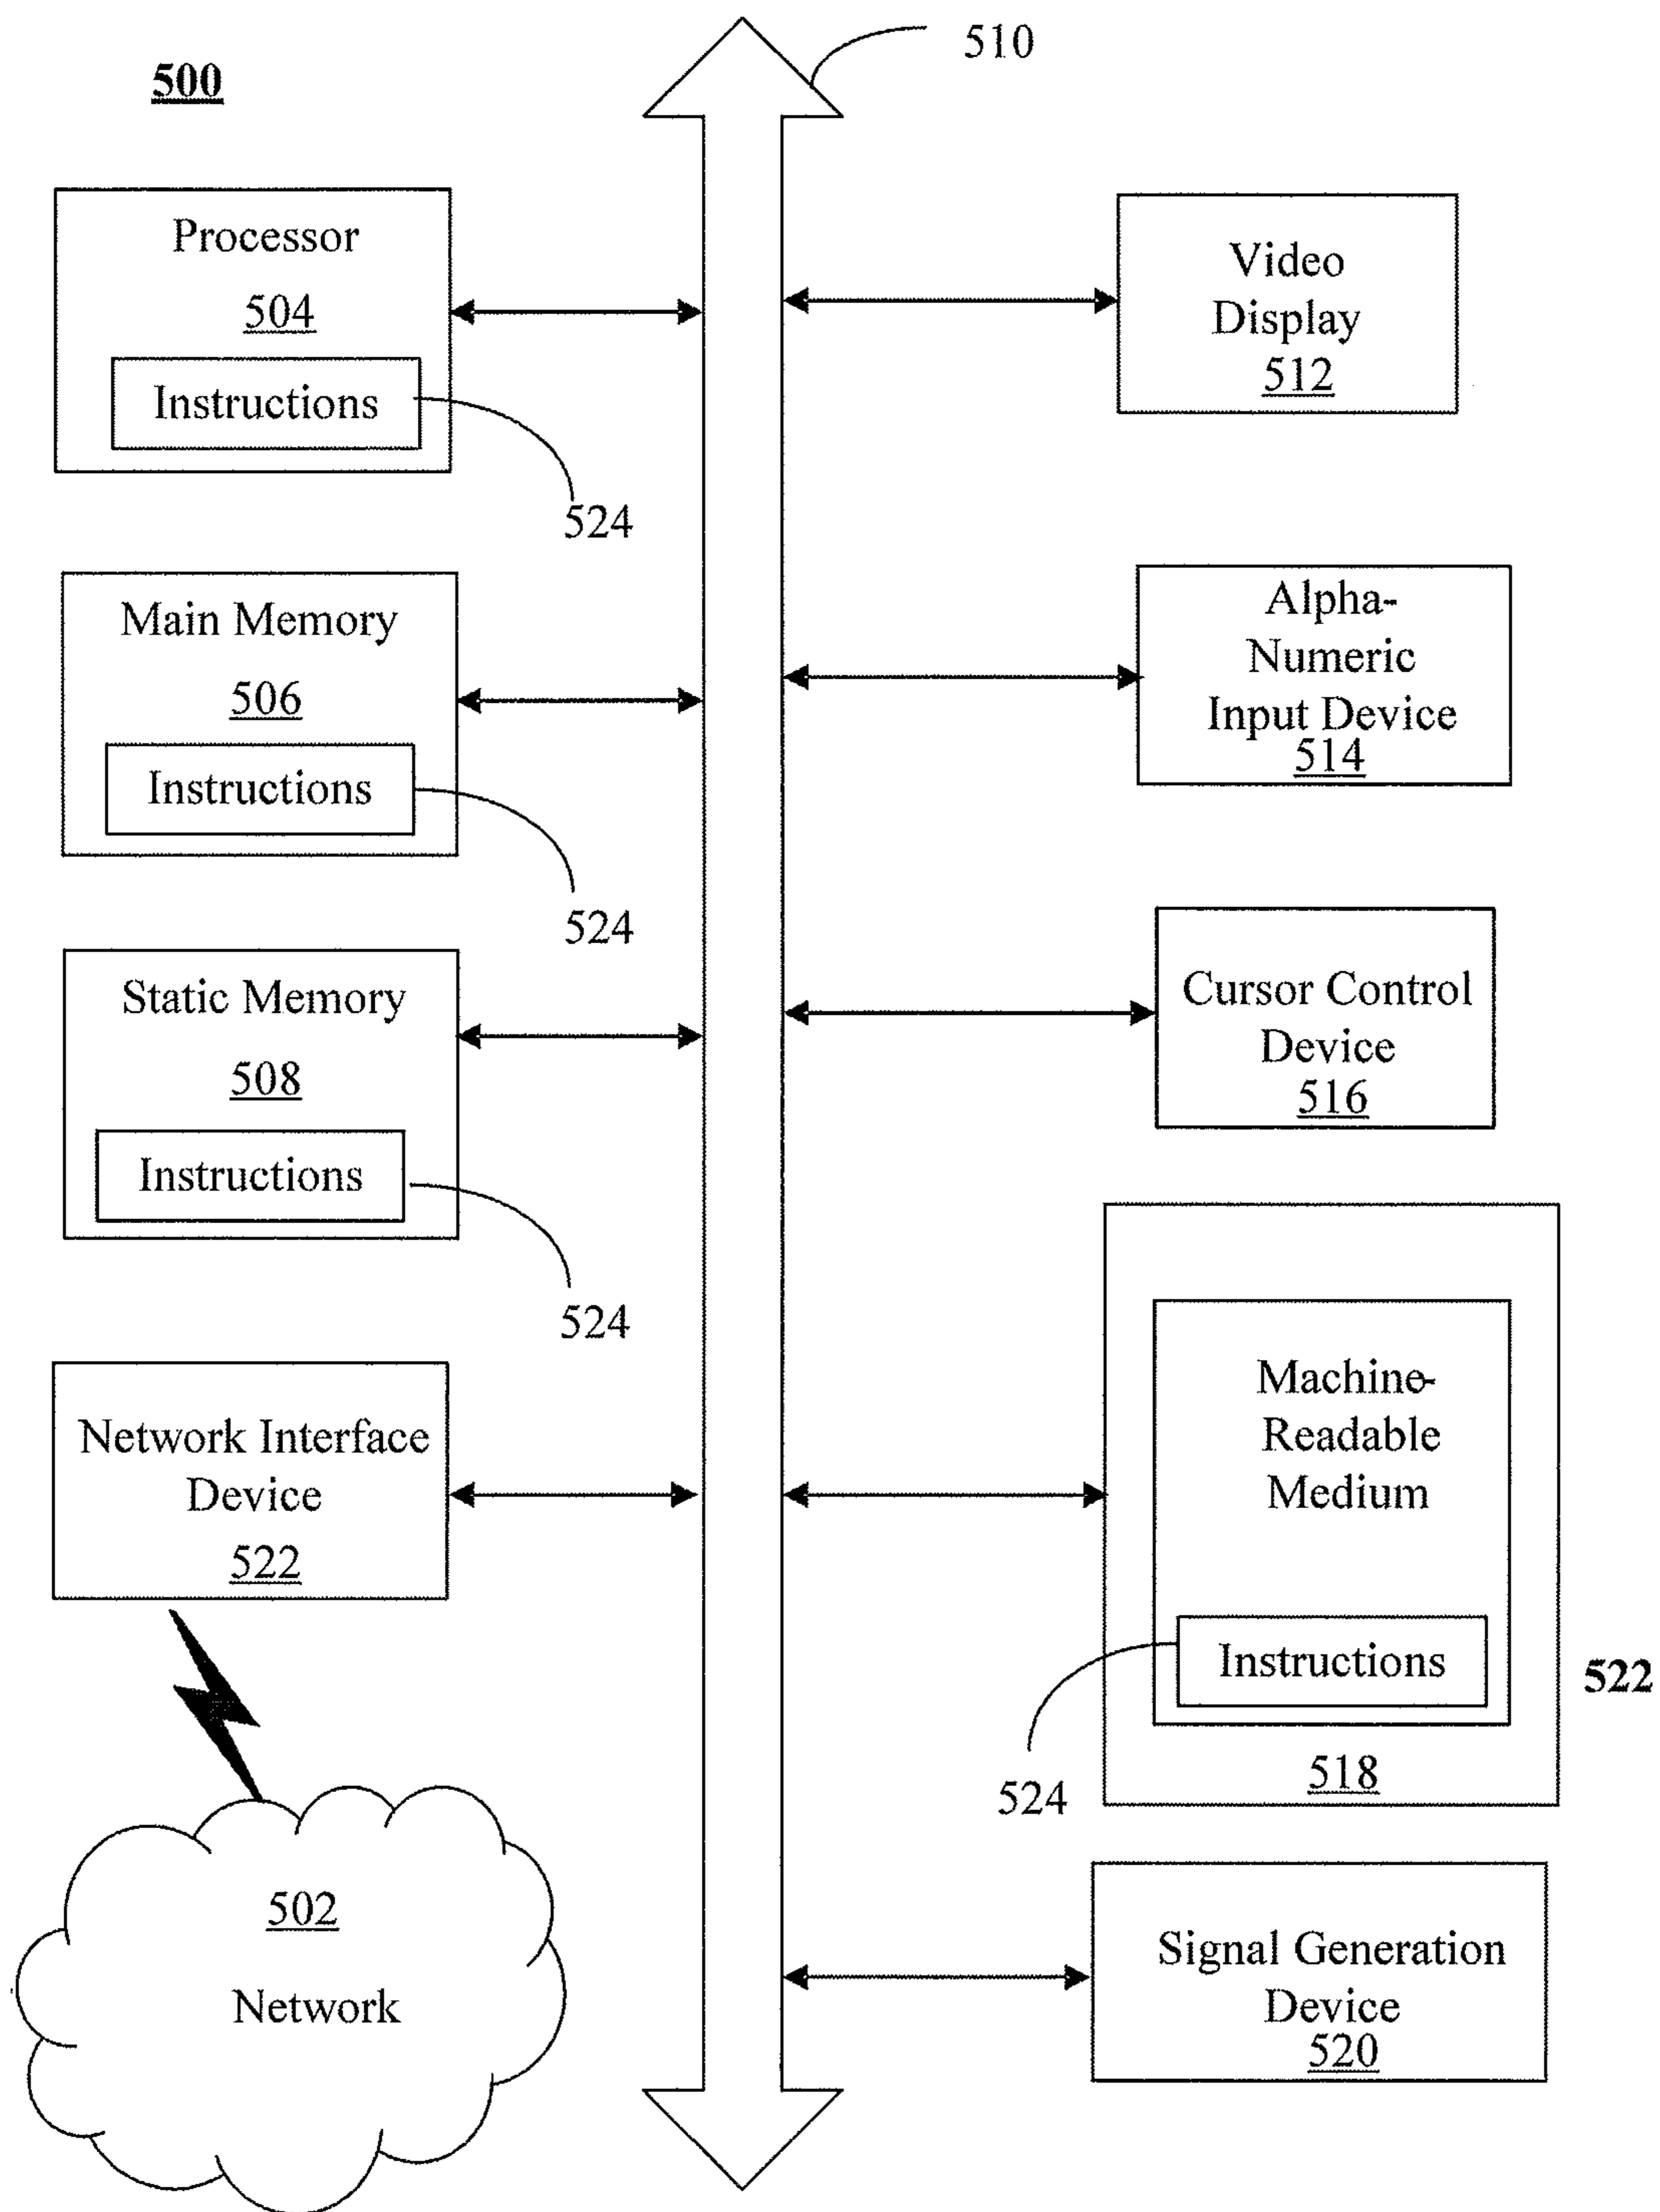 500
510
Processor
504
Instructions
524
Main Memory
506
Instructions
524
Static Memory
508
Instructions
524
Network Interface
Device
522
502
Network
Video
Display
512
Alpha-
Numeric
Input Device
514
Cursor Control
Device
516
Machine-
Readable
Medium
Instructions
522
524
518
Signal Generation
Device
520